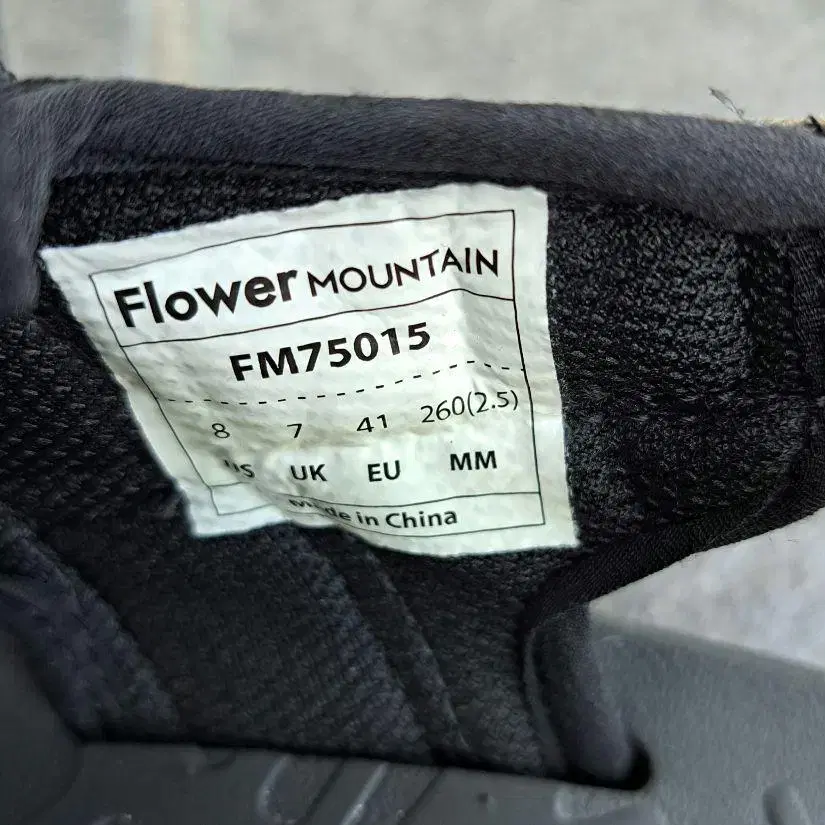 Flower MOUNTAIN
FM75015
8 7 41 260(2.5)
US UK EU MM
Made in China